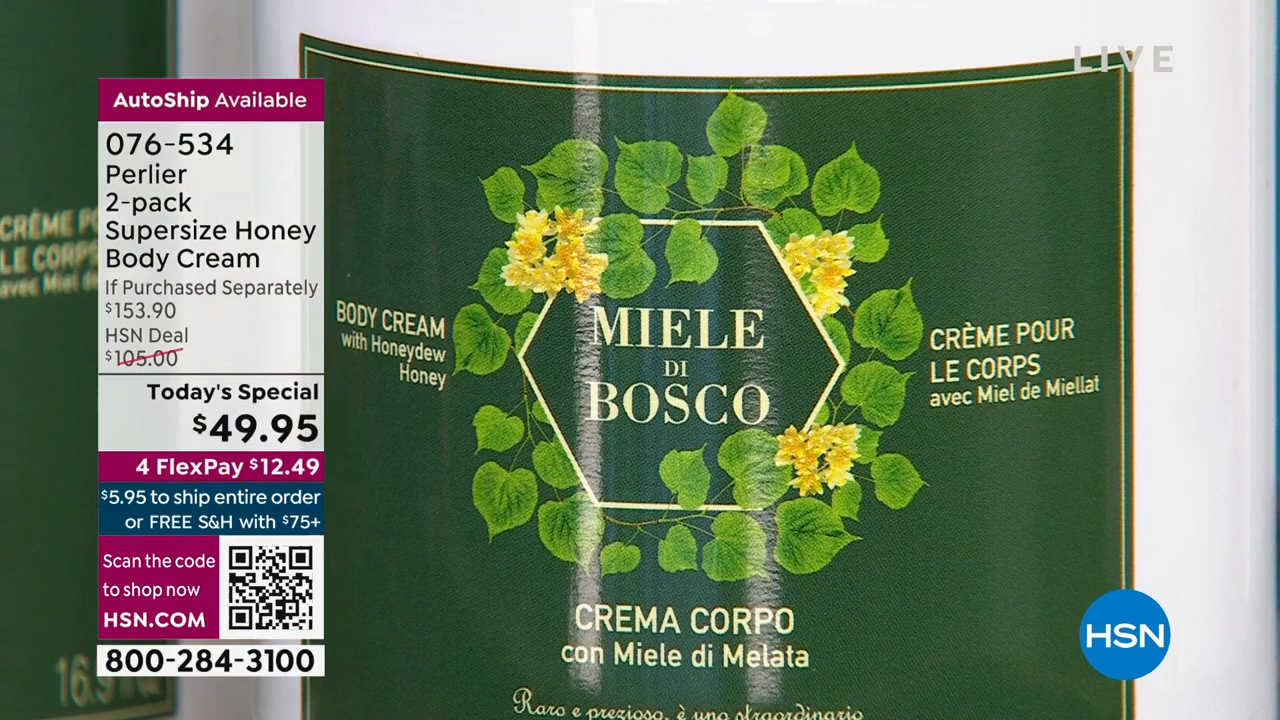 LIVE
AutoShip Available
076-534
Perlier
2-pack
Supersize Honey
Body Cream
If Purchased Separately
$153.90
HSN Deal
$105.00
Today's Special
$49.95
4 FlexPay $12.49
$5.95 to ship entire order
or FREE S&H with $75+
Scan the code
to shop now
HSN.COM
800-284-3100
BODY CREAM
with Honeydew
Honey
MIELE
DI
BOSCO
CRÈME POUR
LE CORPS
avec Miel de Miellat
CREMA CORPO
con Miele di Melata
Raro e prezioso, è uno straordinario
HSN
CRÈME
LE CORPS
avec Miel